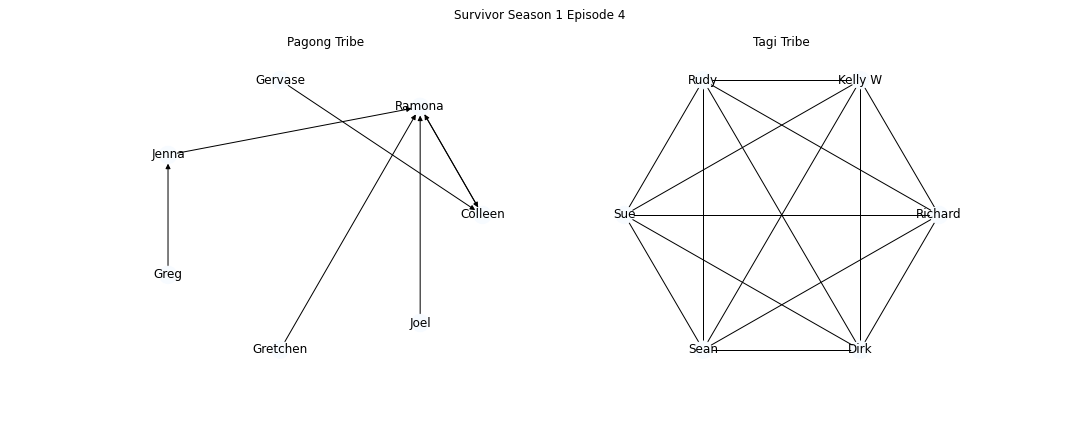 Survivor Season 1 Episode 4
Pagong Tribe
Gervase
Ramona
Jenna
Colleen
Greg
Joel
Gretchen
Tagi Tribe
Rudy
Kelly W
Sue
Richard
Sean
Dirk